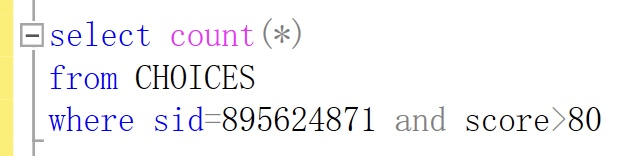 select count(*)
from CHOICES
where sid=895624871 and score>80